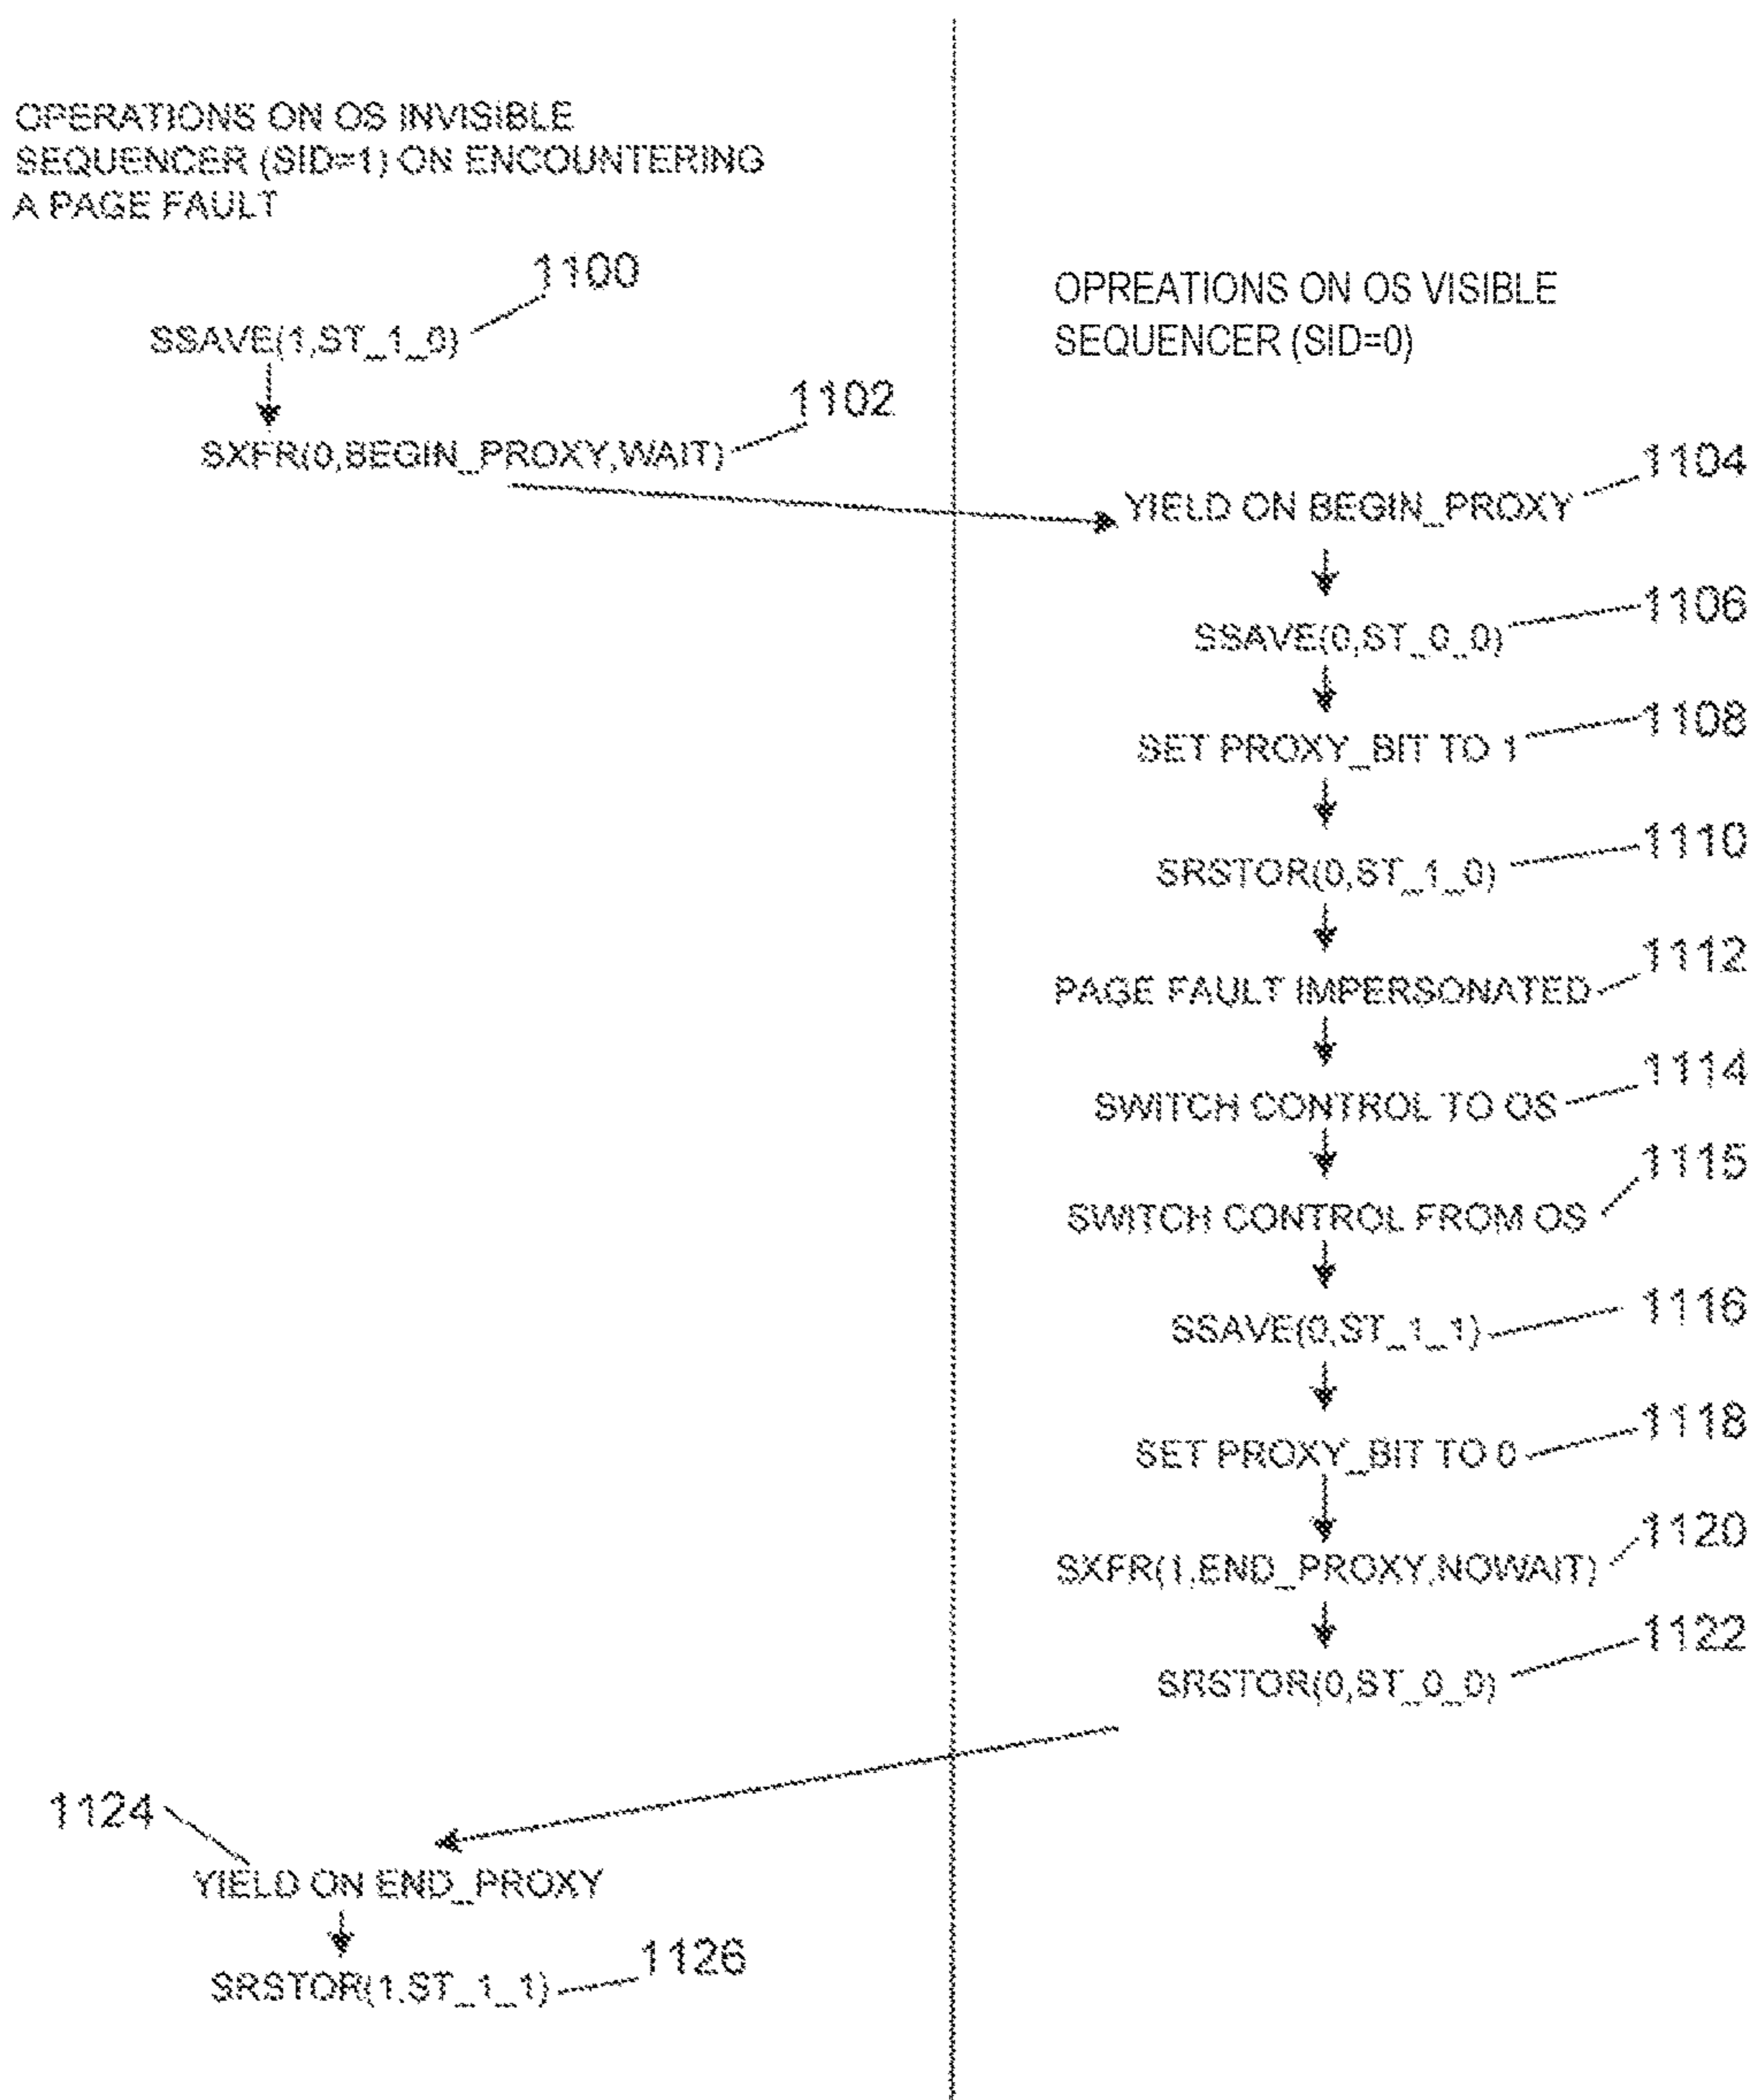 OPERATIONS ON OS INVISIBLE
SEQUENCER (SID=1) ON ENCOUNTERING
A PAGE FAULT
1100
SSAVE(1,ST_1_0)
1102
SXFR(0,BEGIN_PROXY,WAIT)
OPREATIONS ON OS VISIBLE
SEQUENCER (SID=0)
1104
YIELD ON BEGIN_PROXY
1106
SSAVE(0,ST_0_0)
1108
SET PROXY_BIT TO 1
1110
SRSTOR(0,ST_1_0)
1112
PAGE FAULT IMPERSONATED
1114
SWITCH CONTROL TO OS
1115
SWITCH CONTROL FROM OS
1116
SSAVE(0,ST_1_1)
1118
SET PROXY_BIT TO 0
1120
SXFR(1,END_PROXY,NOWAIT)
1122
SRSTOR(0,ST_0_0)
1124
YIELD ON END_PROXY
1126
SRSTOR(1,ST_1_1)